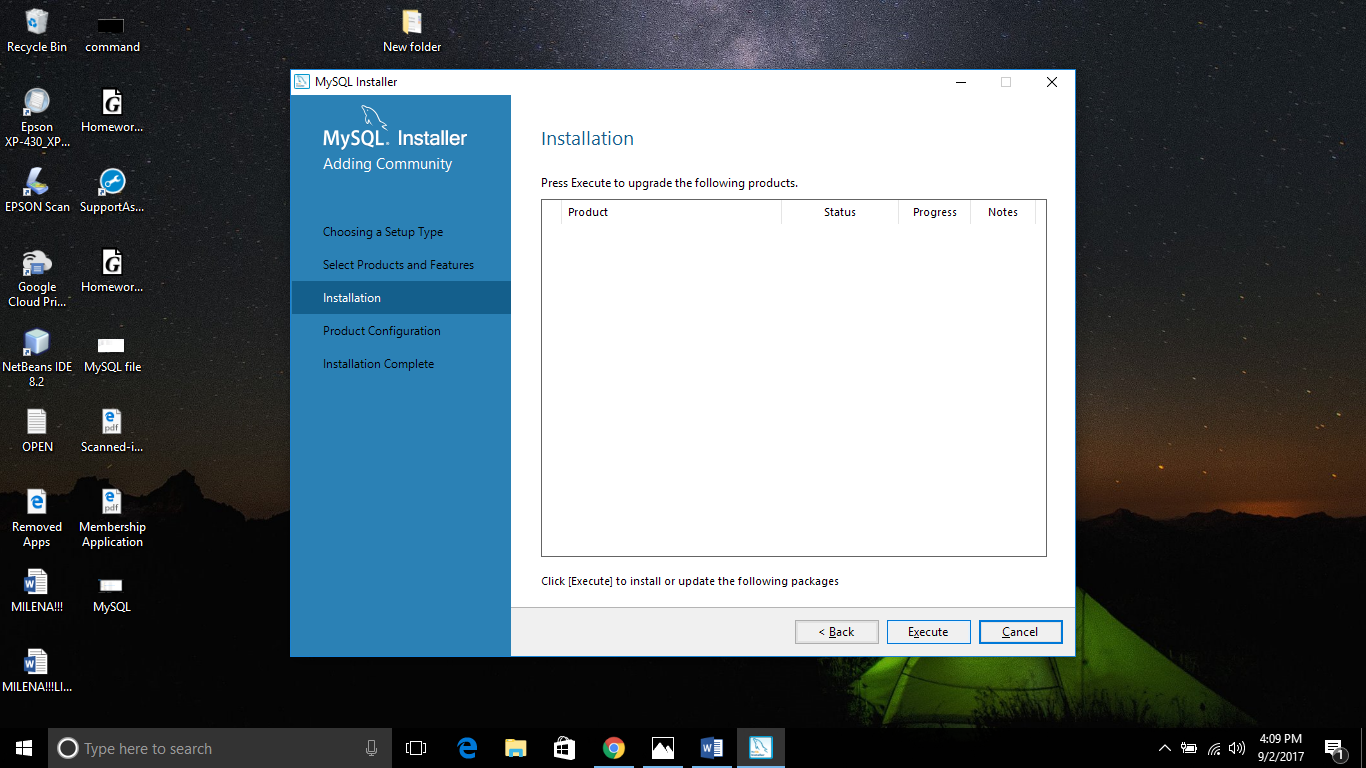 Recycle Bin
command
New folder
Epson
XP-430_XP...
Homewor...
EPSON Scan
SupportAs...
Google
Cloud Pri...
Homewor...
NetBeans IDE
8.2
MySQL file
OPEN
Scanned-i...
Removed
Apps
Membership
Application
MILENA!!!
MySQL
MILENA!!!LI...
MySQL Installer
MySQL. Installer
Adding Community
Choosing a Setup Type
Select Products and Features
Installation
Product Configuration
Installation Complete
Installation
Press Execute to upgrade the following products.
Product Status Progress Notes
Click [Execute] to install or update the following packages
< Back Execute Cancel
Type here to search
4:09 PM
9/2/2017
1